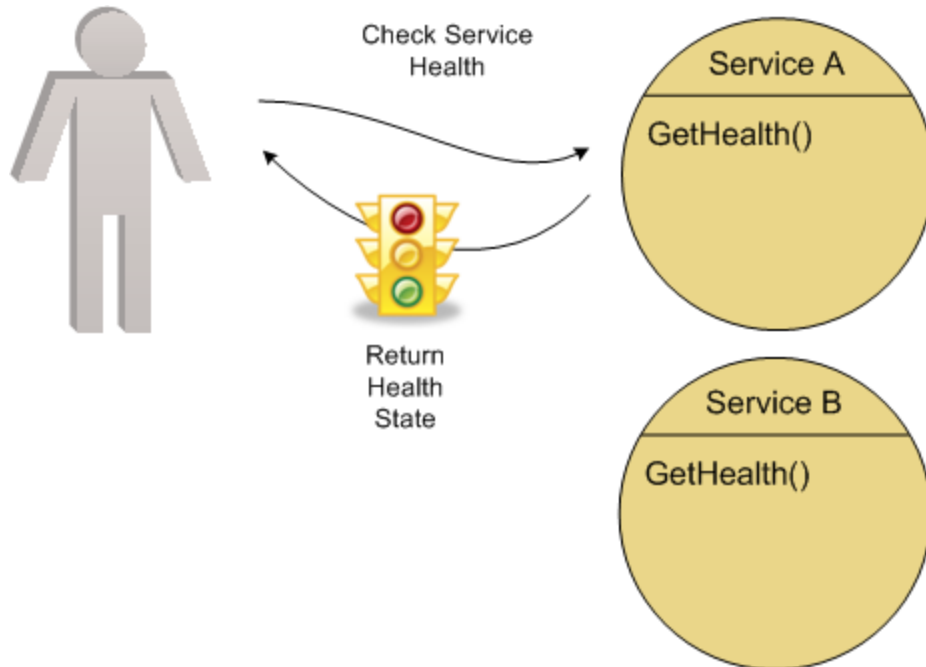 Check Service
Health
Service A
GetHealth()
Return
Health
State
Service B
GetHealth()